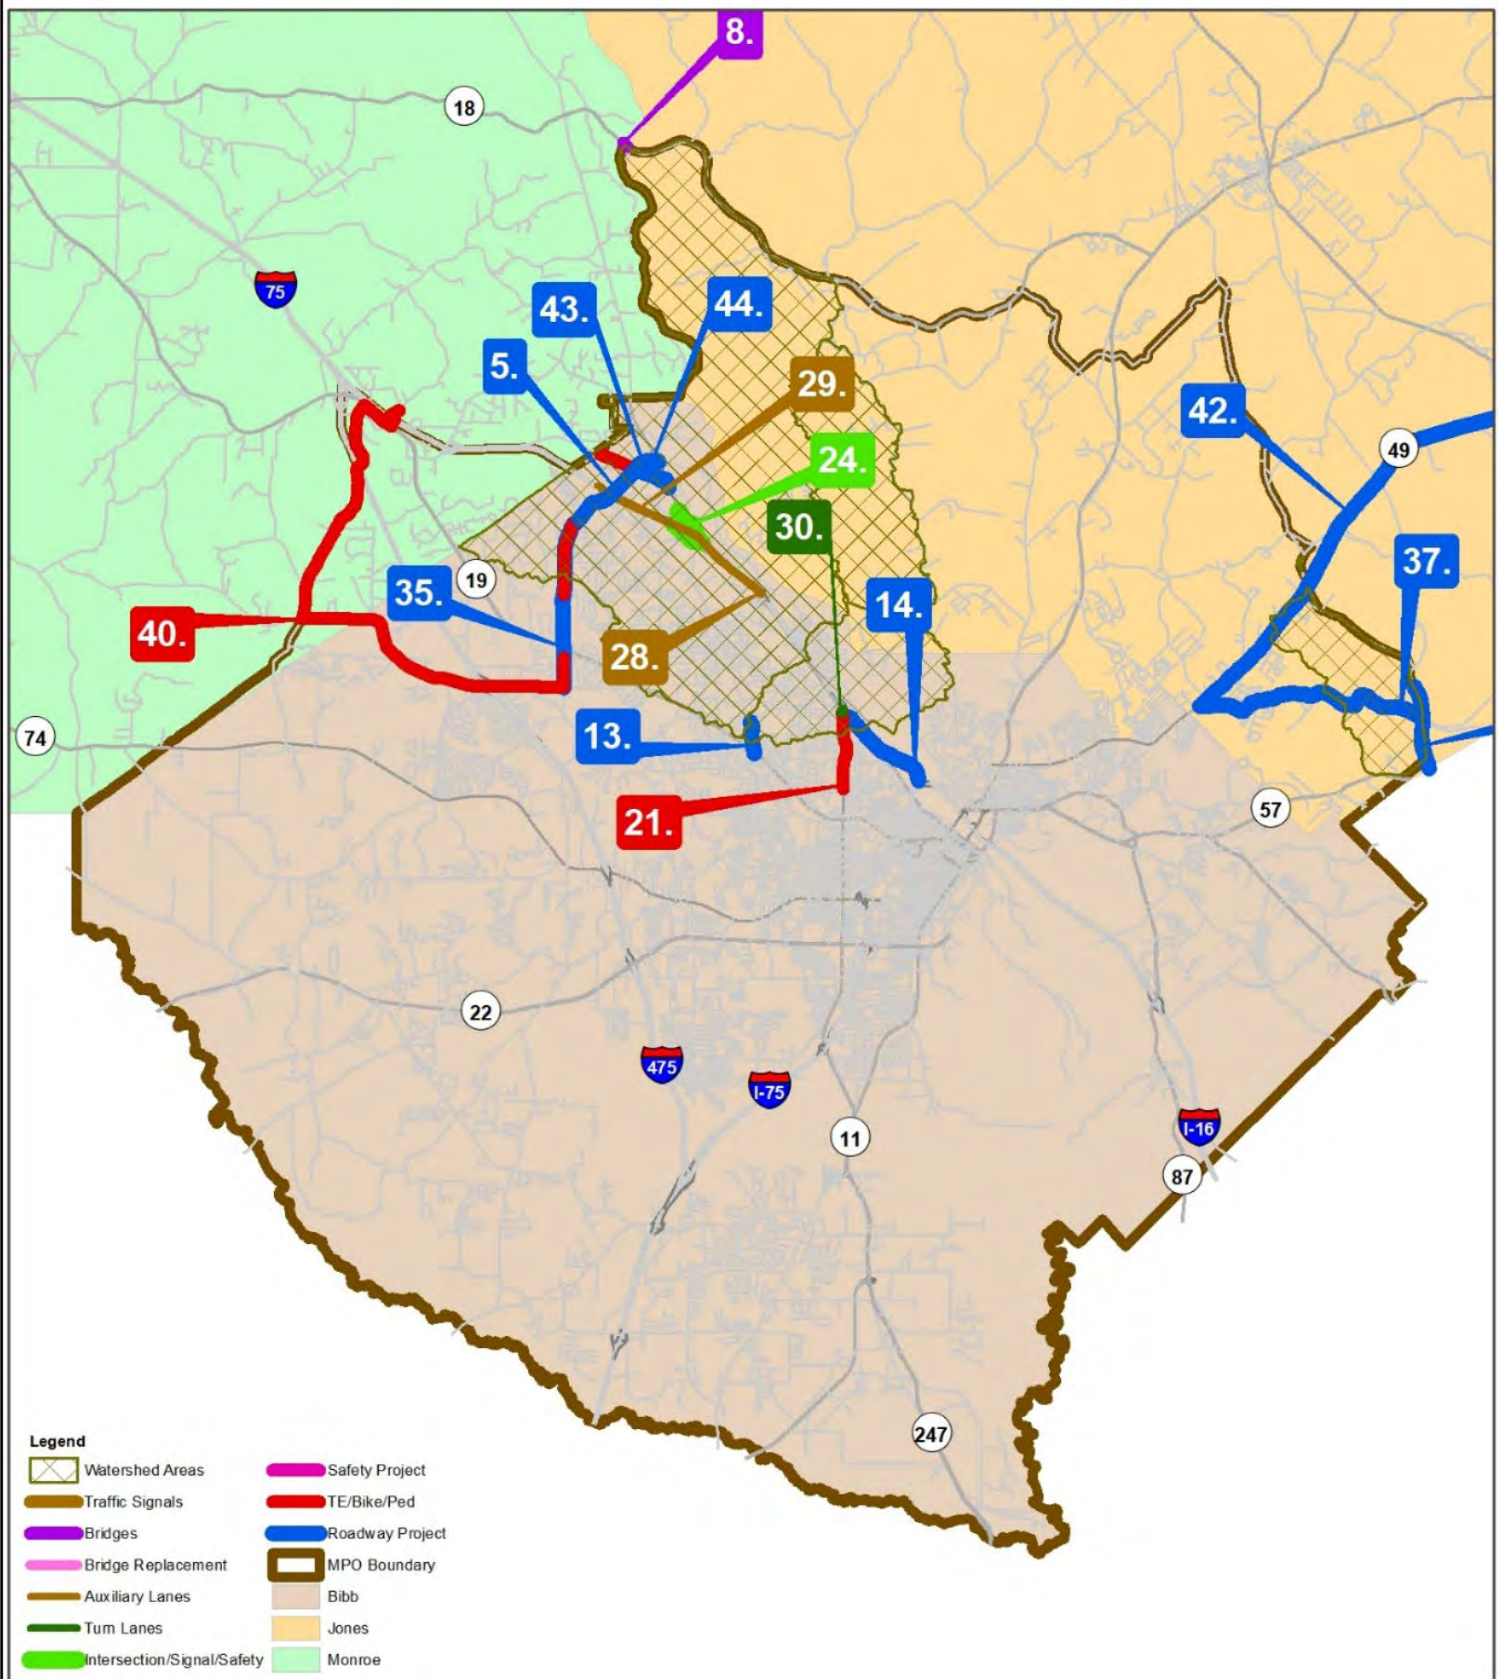 8.
18
75
43.
44.
5.
29.
42.
49
24.
30.
37.
19
35.
14.
40.
28.
74
13.
57
21.
22
475
I-75
11
I-16
87
247
Legend
Watershed Areas
Traffic Signals
Bridges
Bridge Replacement
Auxiliary Lanes
Turn Lanes
Intersection/Signal/Safety
Safety Project
TE/Bike/Ped
Roadway Project
MPO Boundary
Bibb
Jones
Monroe